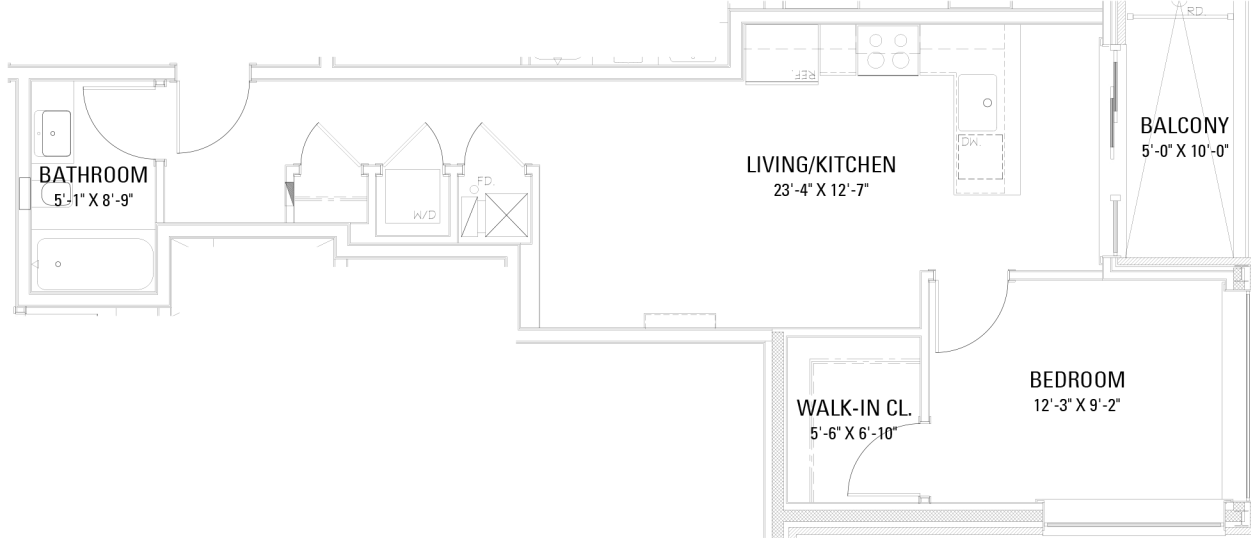 RD.
REF.
BALCONY
5'-0" X 10'-0"
DW.
LIVING/KITCHEN
23'-4" X 12'-7"
BATHROOM
5'-1" X 8'-9"
FD.
W/D
BEDROOM
12'-3" X 9'-2"
WALK-IN CL.
5'-6" X 6'-10"